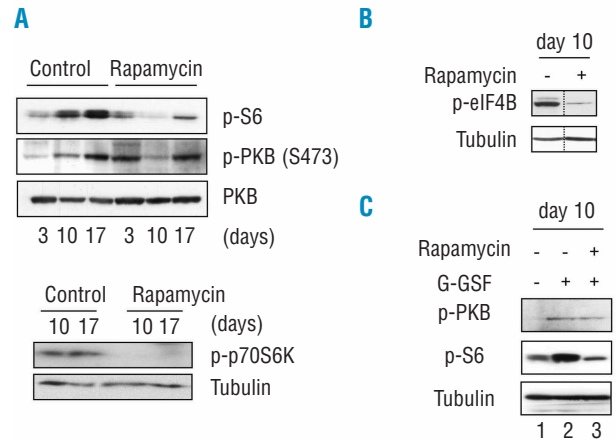 A
Control Rapamycin
p-S6
p-PKB (S473)
PKB
3 10 17 3 10 17 (days)
Control Rapamycin
10 17 10 17 (days)
p-p70S6K
Tubulin
B
day 10
Rapamycin - +
p-eIF4B
Tubulin
C
day 10
Rapamycin - - +
G-GSF - + +
p-PKB
p-S6
Tubulin
1 2 3